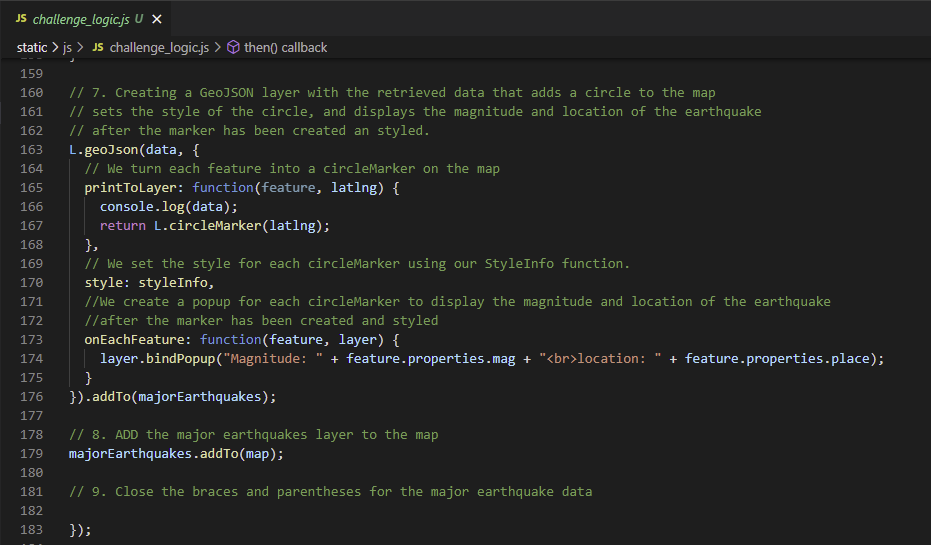 JS challenge_logic.js U ×
static > js > JS challenge_logic.js > then() callback
159
160 // 7. Creating a GeoJSON layer with the retrieved data that adds a circle to the map
161 // sets the style of the circle, and displays the magnitude and location of the earthquake
162 // after the marker has been created an styled.
163 L.geoJson(data, {
164 // We turn each feature into a circleMarker on the map
165 printToLayer: function(feature, latlng) {
166 console.log(data);
167 return L.circleMarker(latlng);
168 },
169 // We set the style for each circleMarker using our StyleInfo function.
170 style: styleInfo,
171 //We create a popup for each circleMarker to display the magnitude and location of the earthquake
172 //after the marker has been created and styled
173 onEachFeature: function(feature, layer) {
174 layer.bindPopup("Magnitude: " + feature.properties.mag + "<br>location: " + feature.properties.place);
175 }
176 }).addTo(majorEarthquakes);
177
178 // 8. ADD the major earthquakes layer to the map
179 majorEarthquakes.addTo(map);
180
181 // 9. Close the braces and parentheses for the major earthquake data
182
183 });